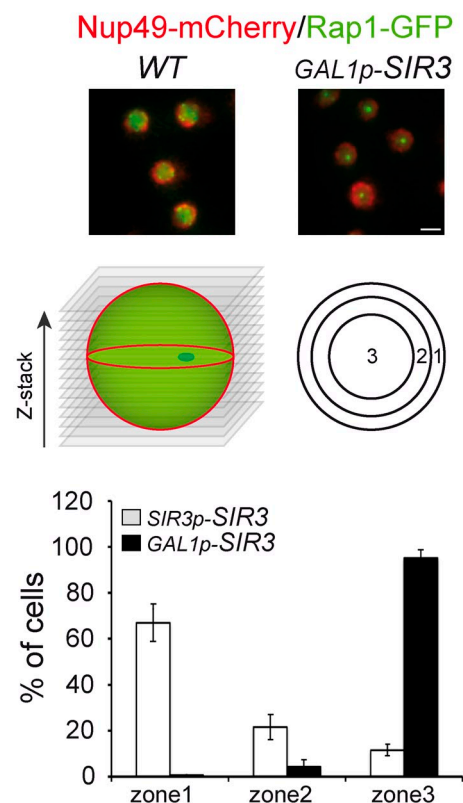 Nup49-mCherry/Rap1-GFP
WT
GAL1p-SIR3
Z-stack
3 2 1
120
100
80
60
40
20
0
% of cells
SIR3p-SIR3
GAL1p-SIR3
zone1 zone2 zone3